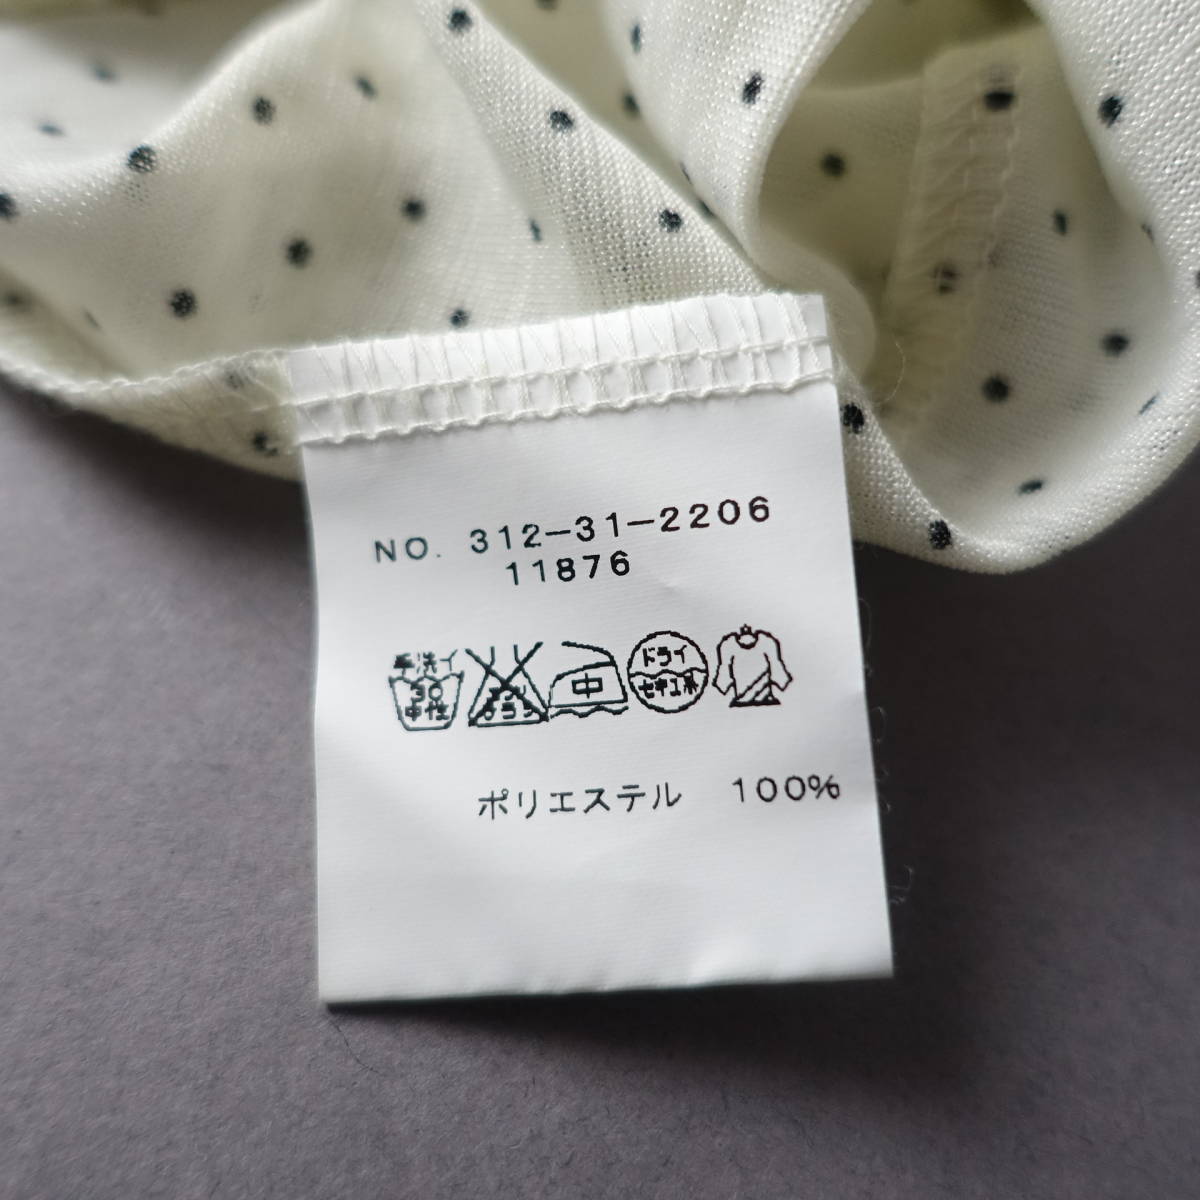 NO. 312-31-2206
11876
手洗イ
30 中 ドライ
中性 エンソサラシ セキユ系
ポリエステル 100%